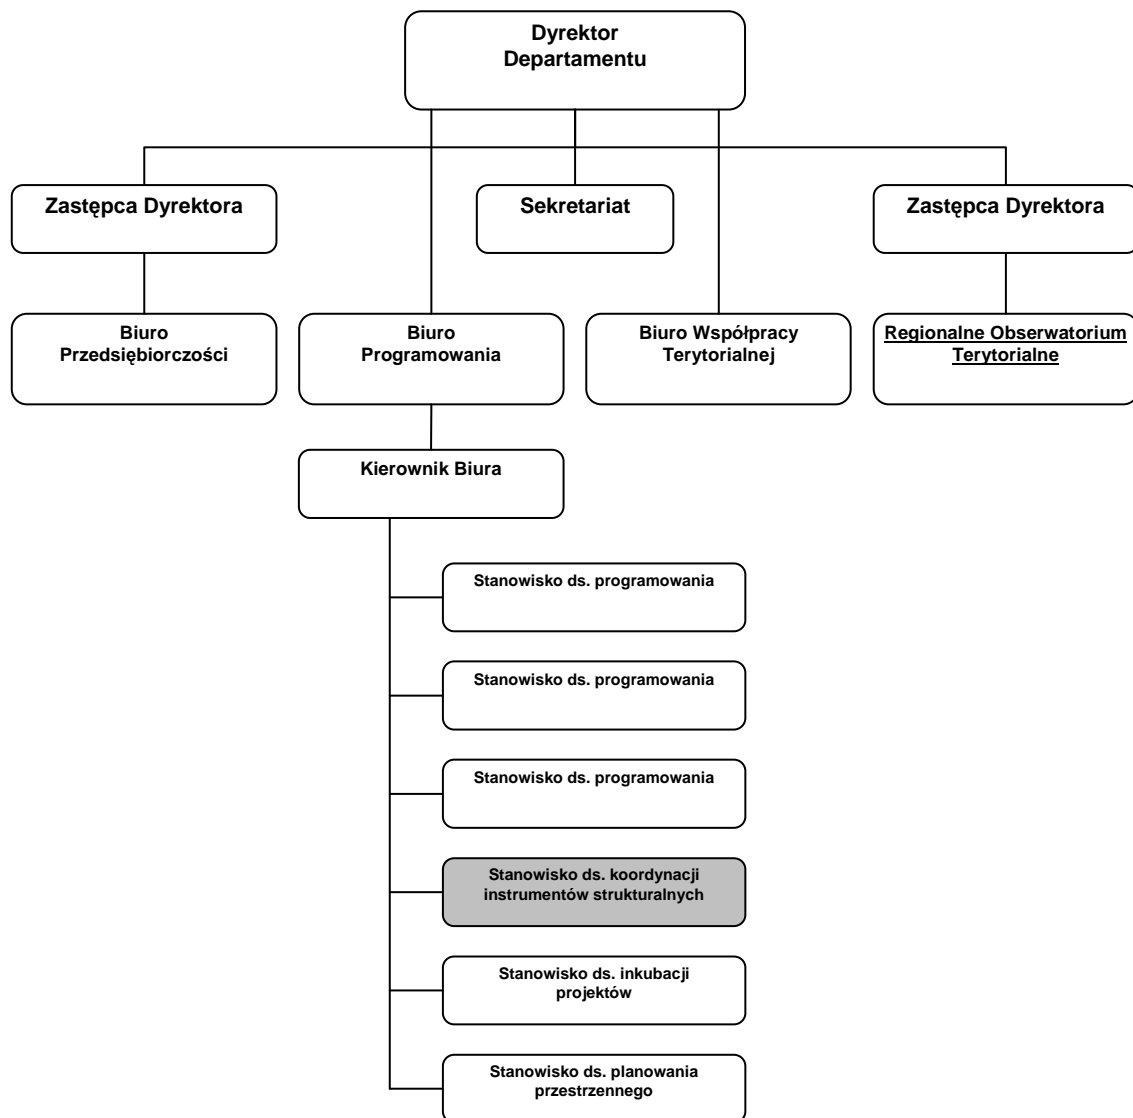 Dyrektor
Departamentu
Zastępca Dyrektora
Sekretariat
Zastępca Dyrektora
Biuro
Przedsiębiorczości
Biuro
Programowania
Biuro Współpracy
Terytorialnej
Regionalne Obserwatorium
Terytorialne
Kierownik Biura
Stanowisko ds. programowania
Stanowisko ds. programowania
Stanowisko ds. programowania
Stanowisko ds. koordynacji
instrumentów strukturalnych
Stanowisko ds. inkubacji
projektów
Stanowisko ds. planowania
przestrzennego